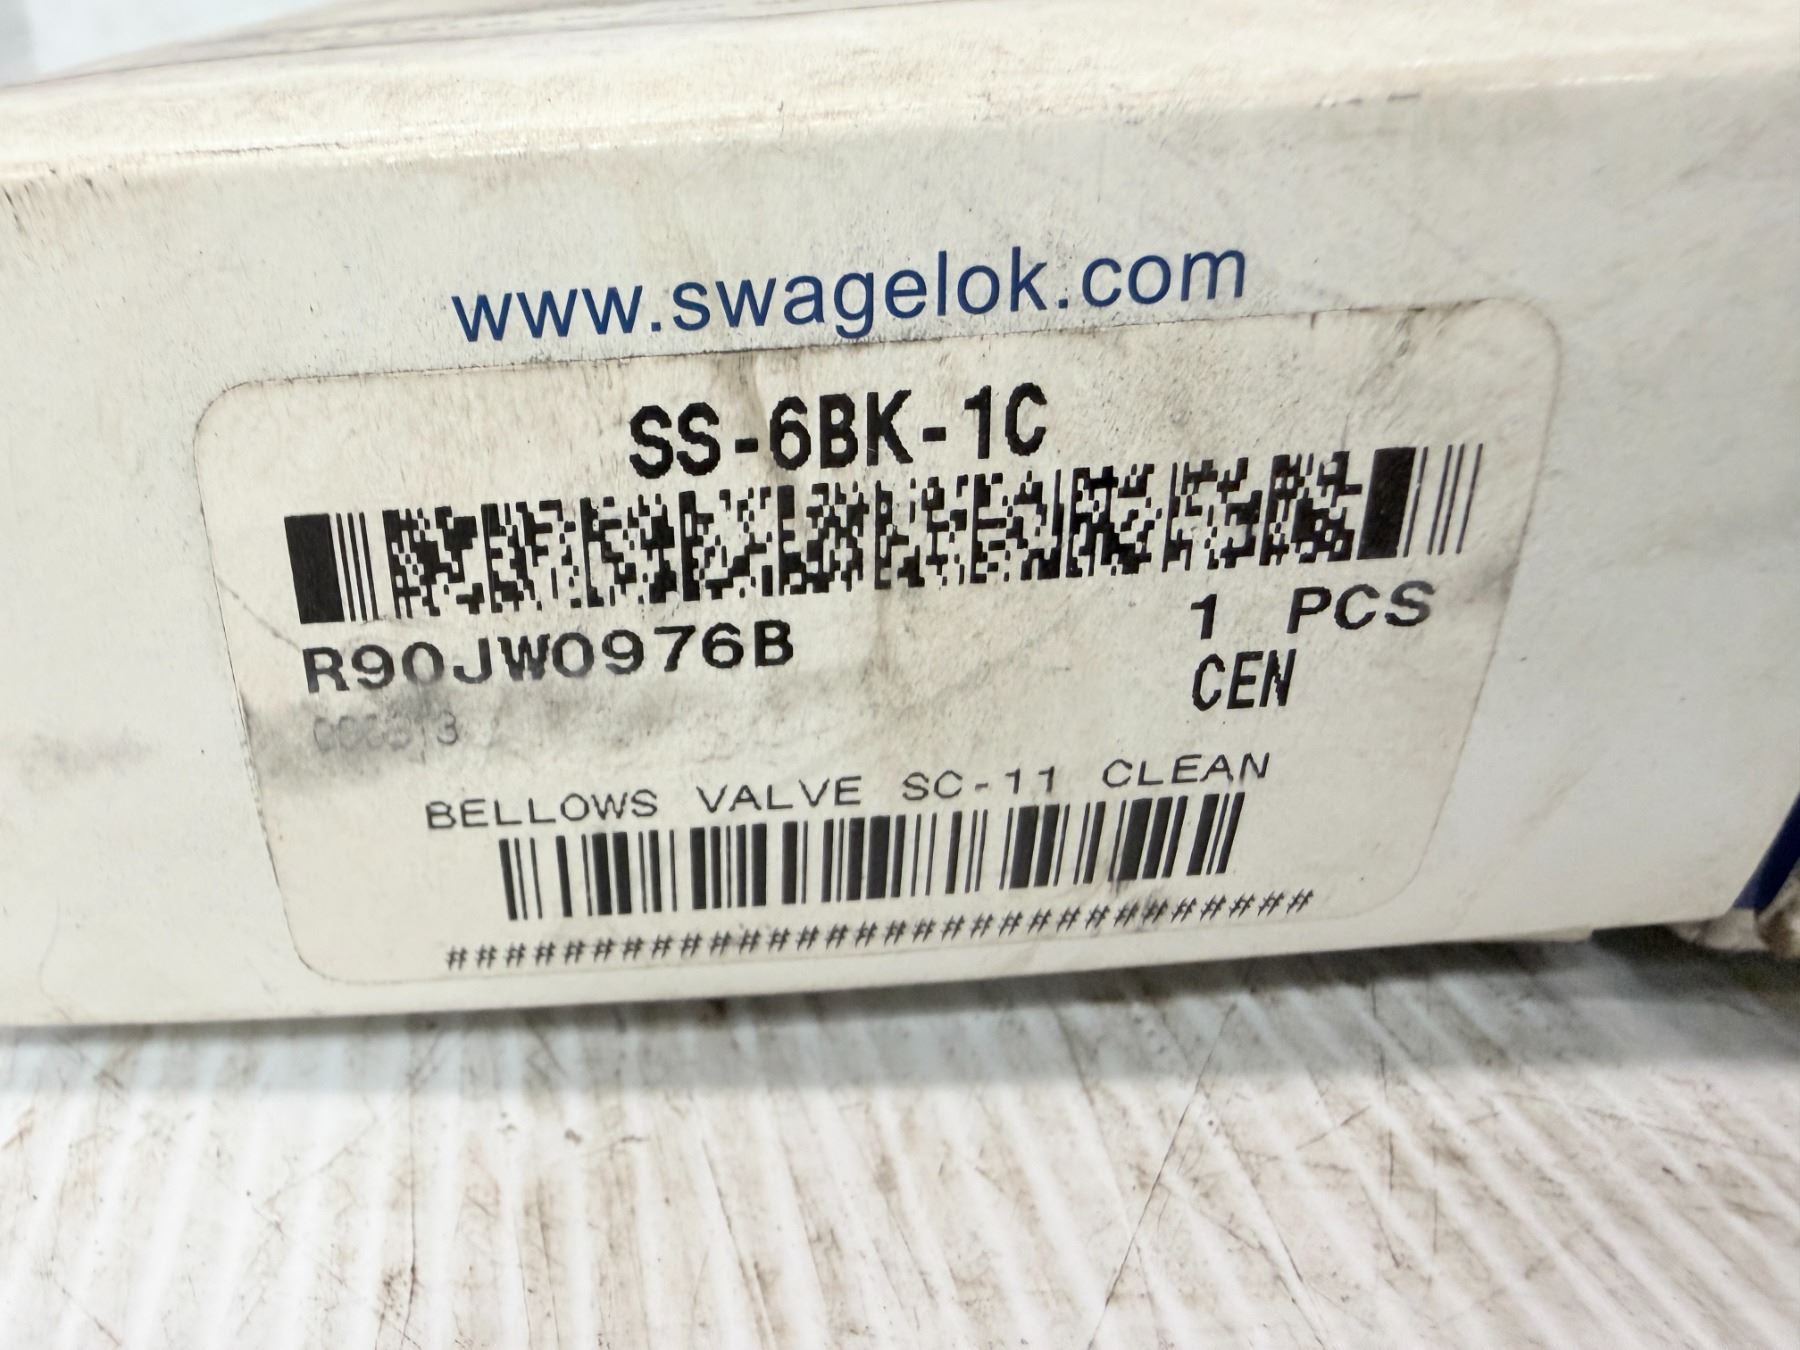 www.swagelok.com
SS-6BK-1C
R90JW0976B
1 PCS
CEN
BELLOWS VALVE SC-11 CLEAN
##############################